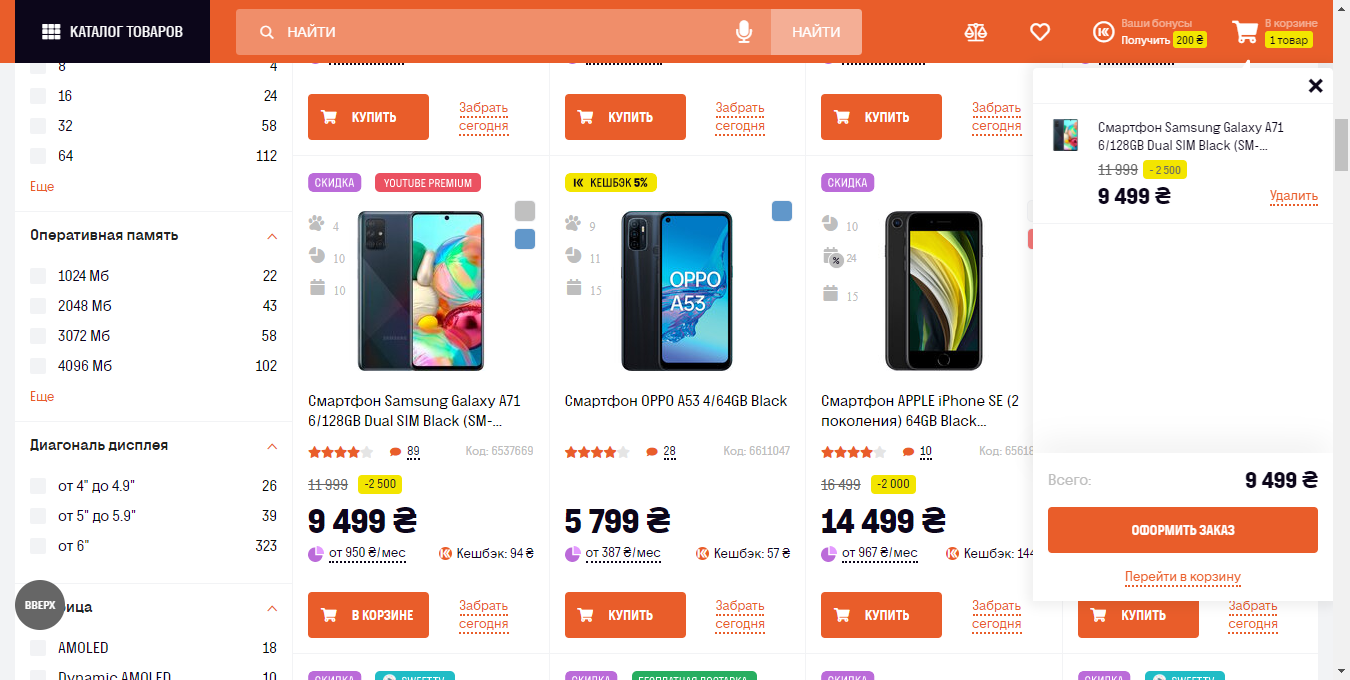 КАТАЛОГ ТОВАРОВ
НАЙТИ
НАЙТИ
Ваши бонусы
Получить 200 ₴
В корзине
1 товар
8 4
16 24
32 58
64 112
Еще
Оперативная память
1024 Мб 22
2048 Мб 43
3072 Мб 58
4096 Мб 102
Еще
Диагональ дисплея
от 4" до 4.9" 26
от 5" до 5.9" 39
от 6" 323
ВВЕРХ
ица
AMOLED 18
Dynamic AMOLED 10
КУПИТЬ
Забрать
сегодня
КУПИТЬ
Забрать
сегодня
КУПИТЬ
Забрать
сегодня
СКИДКА
YOUTUBE PREMIUM
4
10
10
Смартфон Samsung Galaxy A71
6/128GB Dual SIM Black (SM-...
89
Код: 6537669
11 999 -2 500
9 499 ₴
от 950 ₴/мес
Кешбэк: 94 ₴
В КОРЗИНЕ
Забрать
сегодня
КЕШБЭК 5%
9
11
15
OPPO
A53
Смартфон OPPO A53 4/64GB Black
28
Код: 6611047
5 799 ₴
от 387 ₴/мес
Кешбэк: 57 ₴
КУПИТЬ
Забрать
сегодня
СКИДКА
10
% 24
15
Смартфон APPLE iPhone SE (2
поколения) 64GB Black...
10
Код: 65618
16 499 -2 000
14 499 ₴
от 967 ₴/мес
Кешбэк: 144
КУПИТЬ
Забрать
сегодня
Смартфон Samsung Galaxy A71
6/128GB Dual SIM Black (SM-...
11 999 - 2 500
9 499 ₴
Удалить
Всего: 9 499 ₴
ОФОРМИТЬ ЗАКАЗ
Перейти в корзину
КУПИТЬ
Забрать
сегодня
СКИДКА
SWEET.TV
СКИДКА
БЕСПЛАТНАЯ ДОСТАВКА
СКИДКА
СКИДКА
SWEET.TV